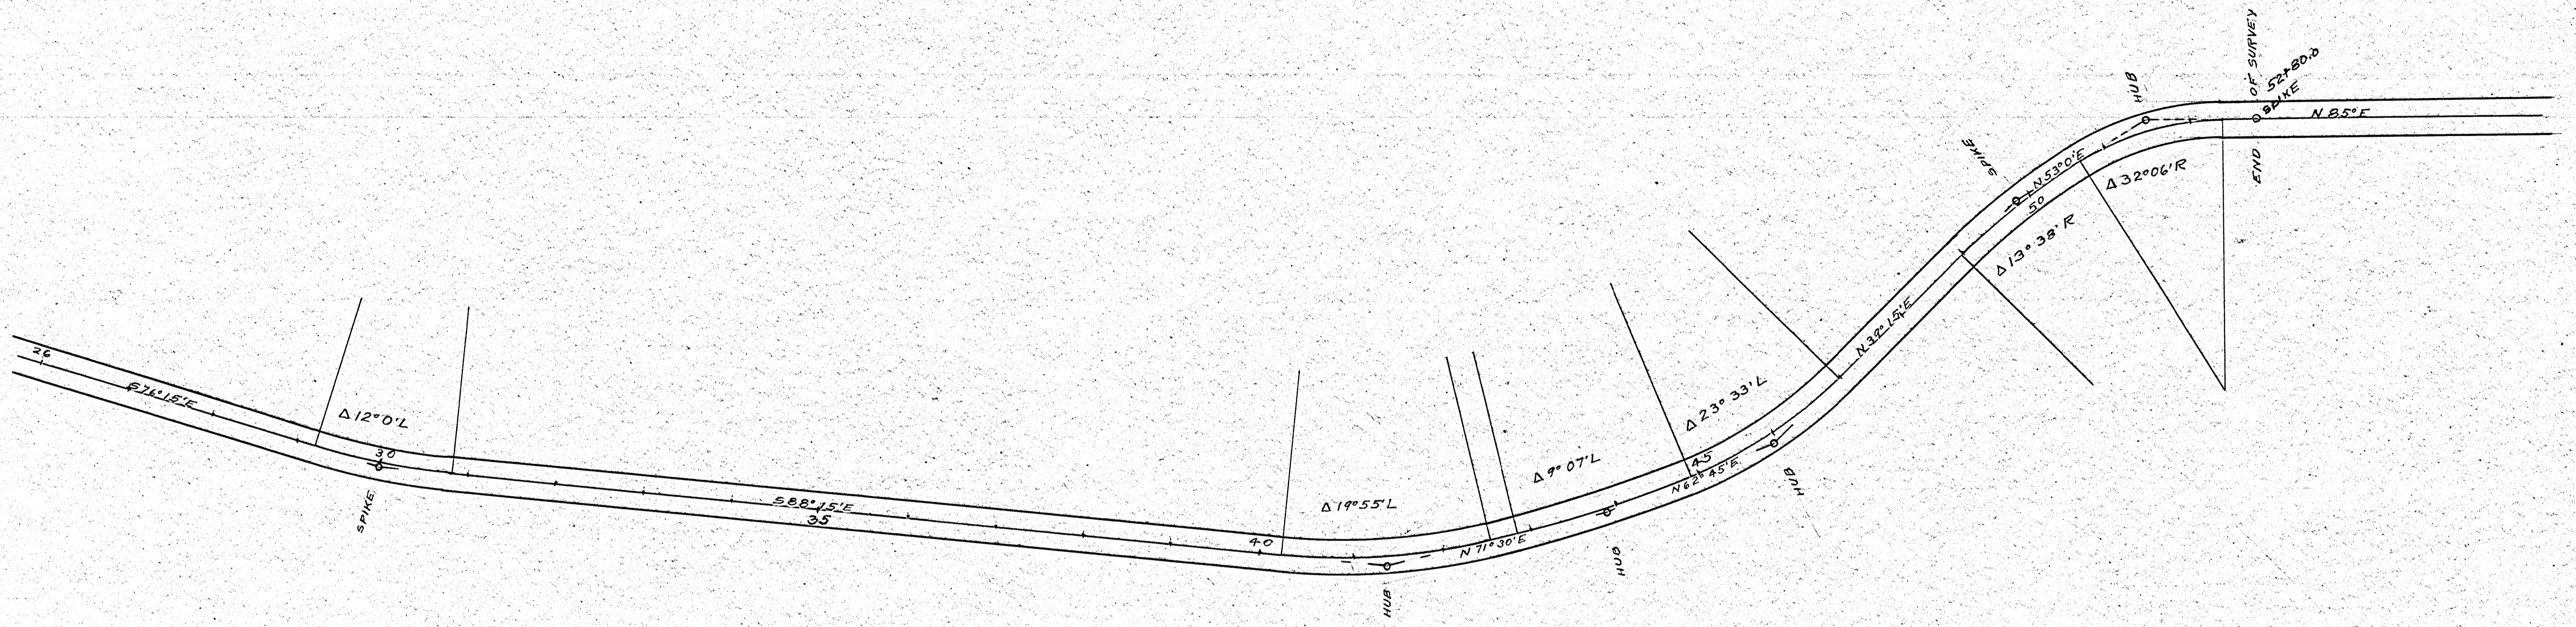 26
S76°15'E
Δ12°0'L
30
SPIKE
S88°15'E
35
40
Δ19°55'L
HUB
N71°30'E
Δ9°07'L
HUB
Δ23°33'L
45
N62°45'E
HUB
N39°15'E
Δ13°38'R
SPIKE
N53°0'E
50
Δ32°06'R
HUB
END OF SURVEY
52+80.0
SPIKE
N85°E